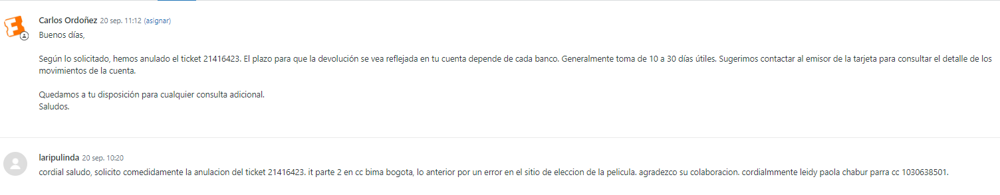 Carlos Ordoñez 20 sep. 11:12 (asignar)
Buenos días,
Según lo solicitado, hemos anulado el ticket 21416423. El plazo para que la devolución se vea reflejada en tu cuenta depende de cada banco. Generalmente toma de 10 a 30 días útiles. Sugerimos contactar al emisor de la tarjeta para consultar el detalle de los
movimientos de la cuenta.
Quedamos a tu disposición para cualquier consulta adicional.
Saludos.
laripulinda 20 sep. 10:20
cordial saludo, solicito comedidamente la anulacion del ticket 21416423. it parte 2 en cc bima bogota, lo anterior por un error en el sitio de eleccion de la pelicula. agradezco su colaboracion. cordialmmente leidy paola chabur parra cc 1030638501.